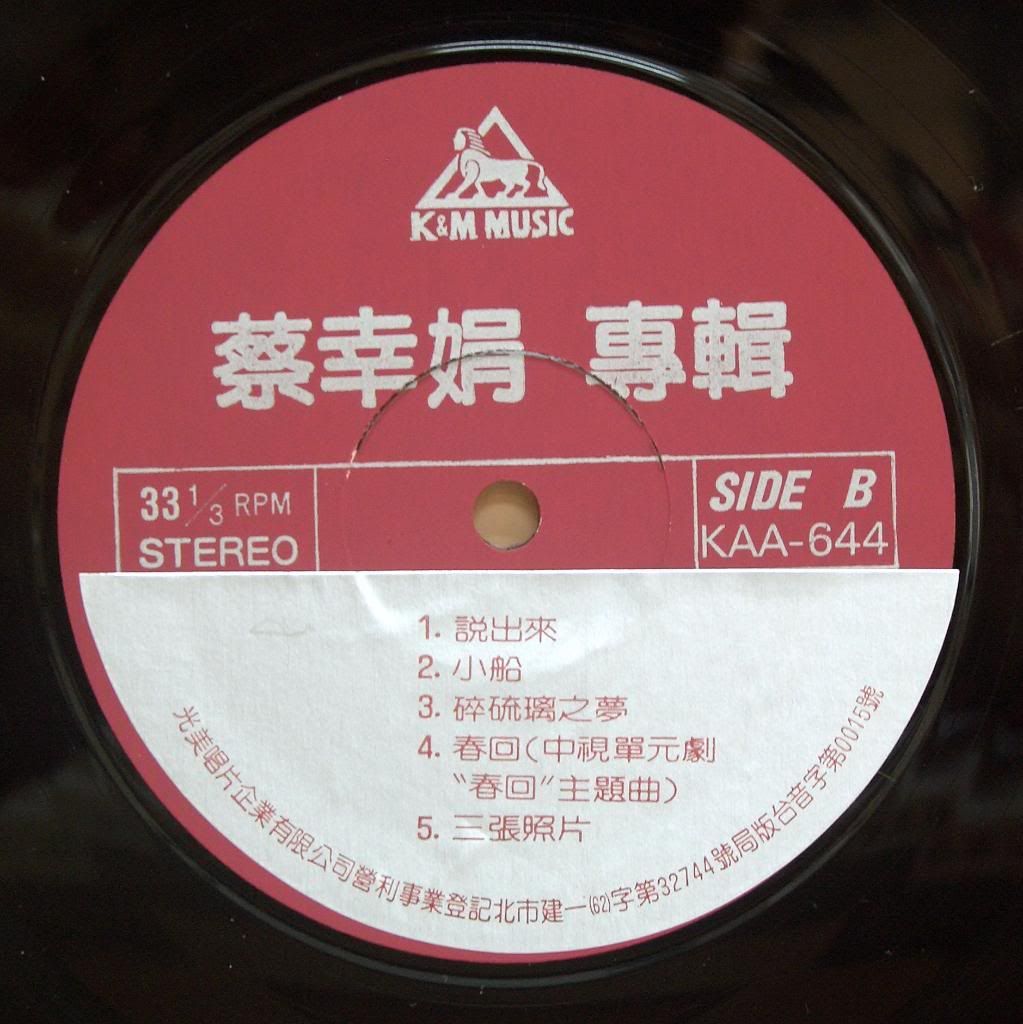 K&M MUSIC
蔡幸娟 專輯
33 1/3 RPM
STEREO
SIDE B
KAA-644
1. 說出來
2. 小船
3. 碎硫璃之夢
4. 春回(中視單元劇
“春回”主題曲)
5. 三張照片
光美唱片企業有限公司營利事業登記北市建一(62)字第32744號局版台音字第0015號